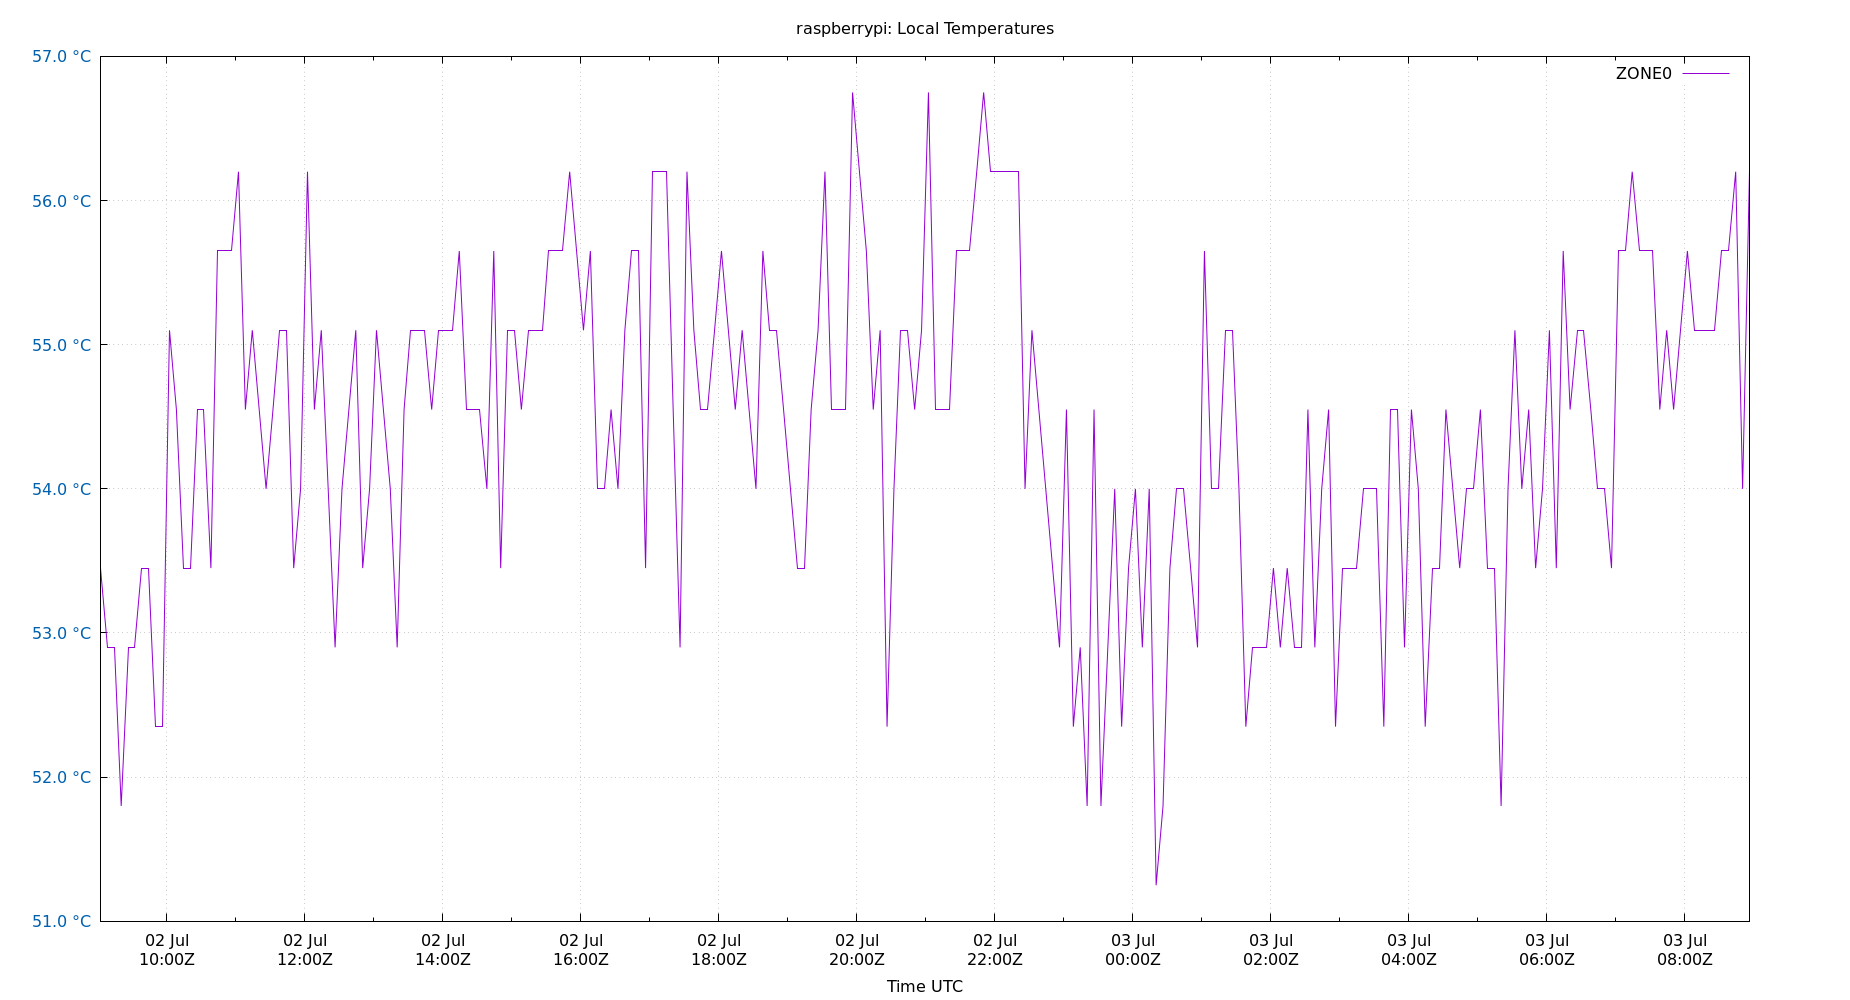 raspberrypi: Local Temperatures
57.0 °C
ZONE0
56.0 °C
55.0 °C
54.0 °C
53.0 °C
52.0 °C
51.0 °C
02 Jul 02 Jul 02 Jul 02 Jul 02 Jul 02 Jul 02 Jul 03 Jul 03 Jul 03 Jul 03 Jul 03 Jul
10:00Z 12:00Z 14:00Z 16:00Z 18:00Z 20:00Z 22:00Z 00:00Z 02:00Z 04:00Z 06:00Z 08:00Z
Time UTC